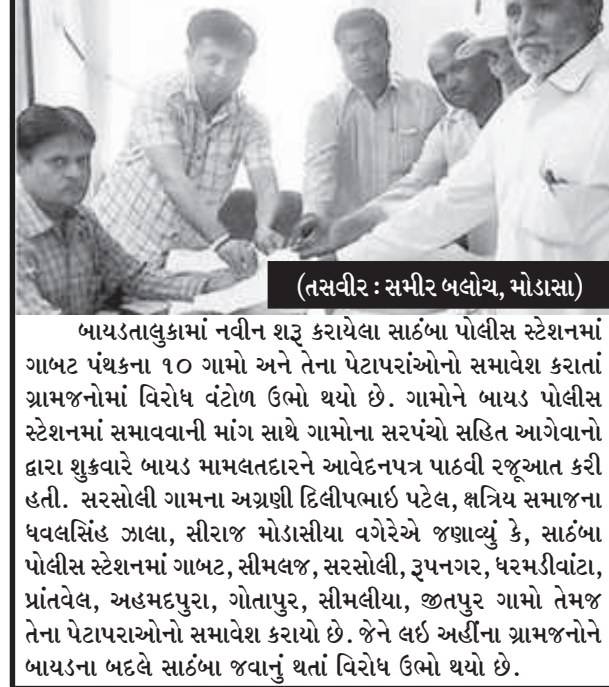 (તસવીર : સમીર બલોચ, મોડાસા)
બાયડતાલુકામાં નવીન શરૂ કરાયેલા સાઠંબા પોલીસ સ્ટેશનમાં
ગાબટ પંથકના ૧૦ ગામો અને તેના પેટાપરાંઓનો સમાવેશ કરાતાં
ગ્રામજનોમાં વિરોધ વંટોળ ઉભો થયો છે. ગામોને બાયડ પોલીસ
સ્ટેશનમાં સમાવવાની માંગ સાથે ગામોના સરપંચો સહિત આગેવાનો
દ્વારા શુક્રવારે બાયડ મામલતદારને આવેદનપત્ર પાઠવી રજૂઆત કરી
હતી. સરસોલી ગામના અગ્રણી દિલીપભાઇ પટેલ, ક્ષત્રિય સમાજના
ધવલસિંહ ઝાલા, સીરાજ મોડાસીયા વગેરેએ જણાવ્યું કે, સાઠંબા
પોલીસ સ્ટેશનમાં ગાબટ, સીમલજ, સરસોલી, રૂપનગર, ધરમડીવાંટા,
પ્રાંતવેલ, અહમદપુરા, ગોતાપુર, સીમલીયા, જીતપુર ગામો તેમજ
તેના પેટાપરાઓનો સમાવેશ કરાયો છે. જેને લઇ અહીંના ગ્રામજનોને
બાયડના બદલે સાઠંબા જવાનું થતાં વિરોધ ઉભો થયો છે.